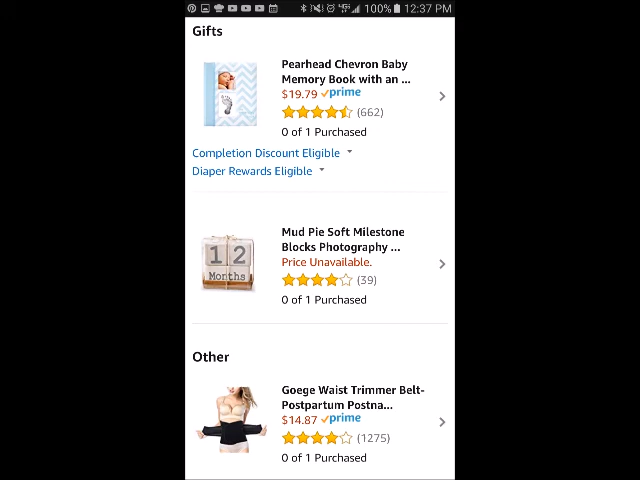 100% 12:37 PM
Gifts
Pearhead Chevron Baby
Memory Book with an ...
$19.79 prime
(662)
0 of 1 Purchased
Completion Discount Eligible
Diaper Rewards Eligible
1 2
Months
Mud Pie Soft Milestone
Blocks Photography ...
Price Unavailable.
(39)
0 of 1 Purchased
Other
Goege Waist Trimmer Belt-
Postpartum Postna...
$14.87 prime
(1275)
0 of 1 Purchased